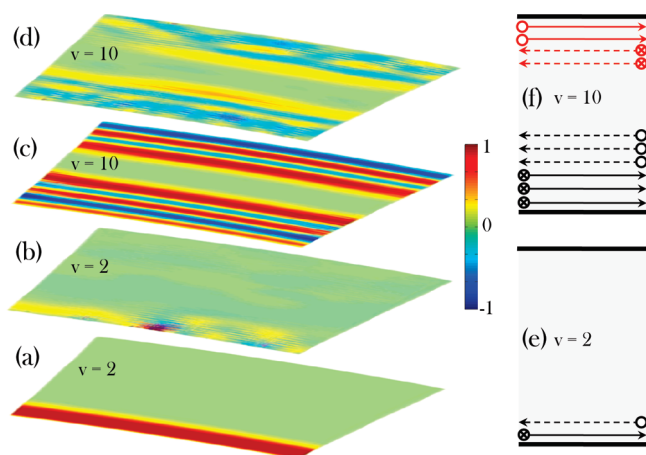 (d)
v = 10
(c)
v = 10
(b)
v = 2
(a)
v = 2
1
0
-1
(f) v = 10
(e) v = 2